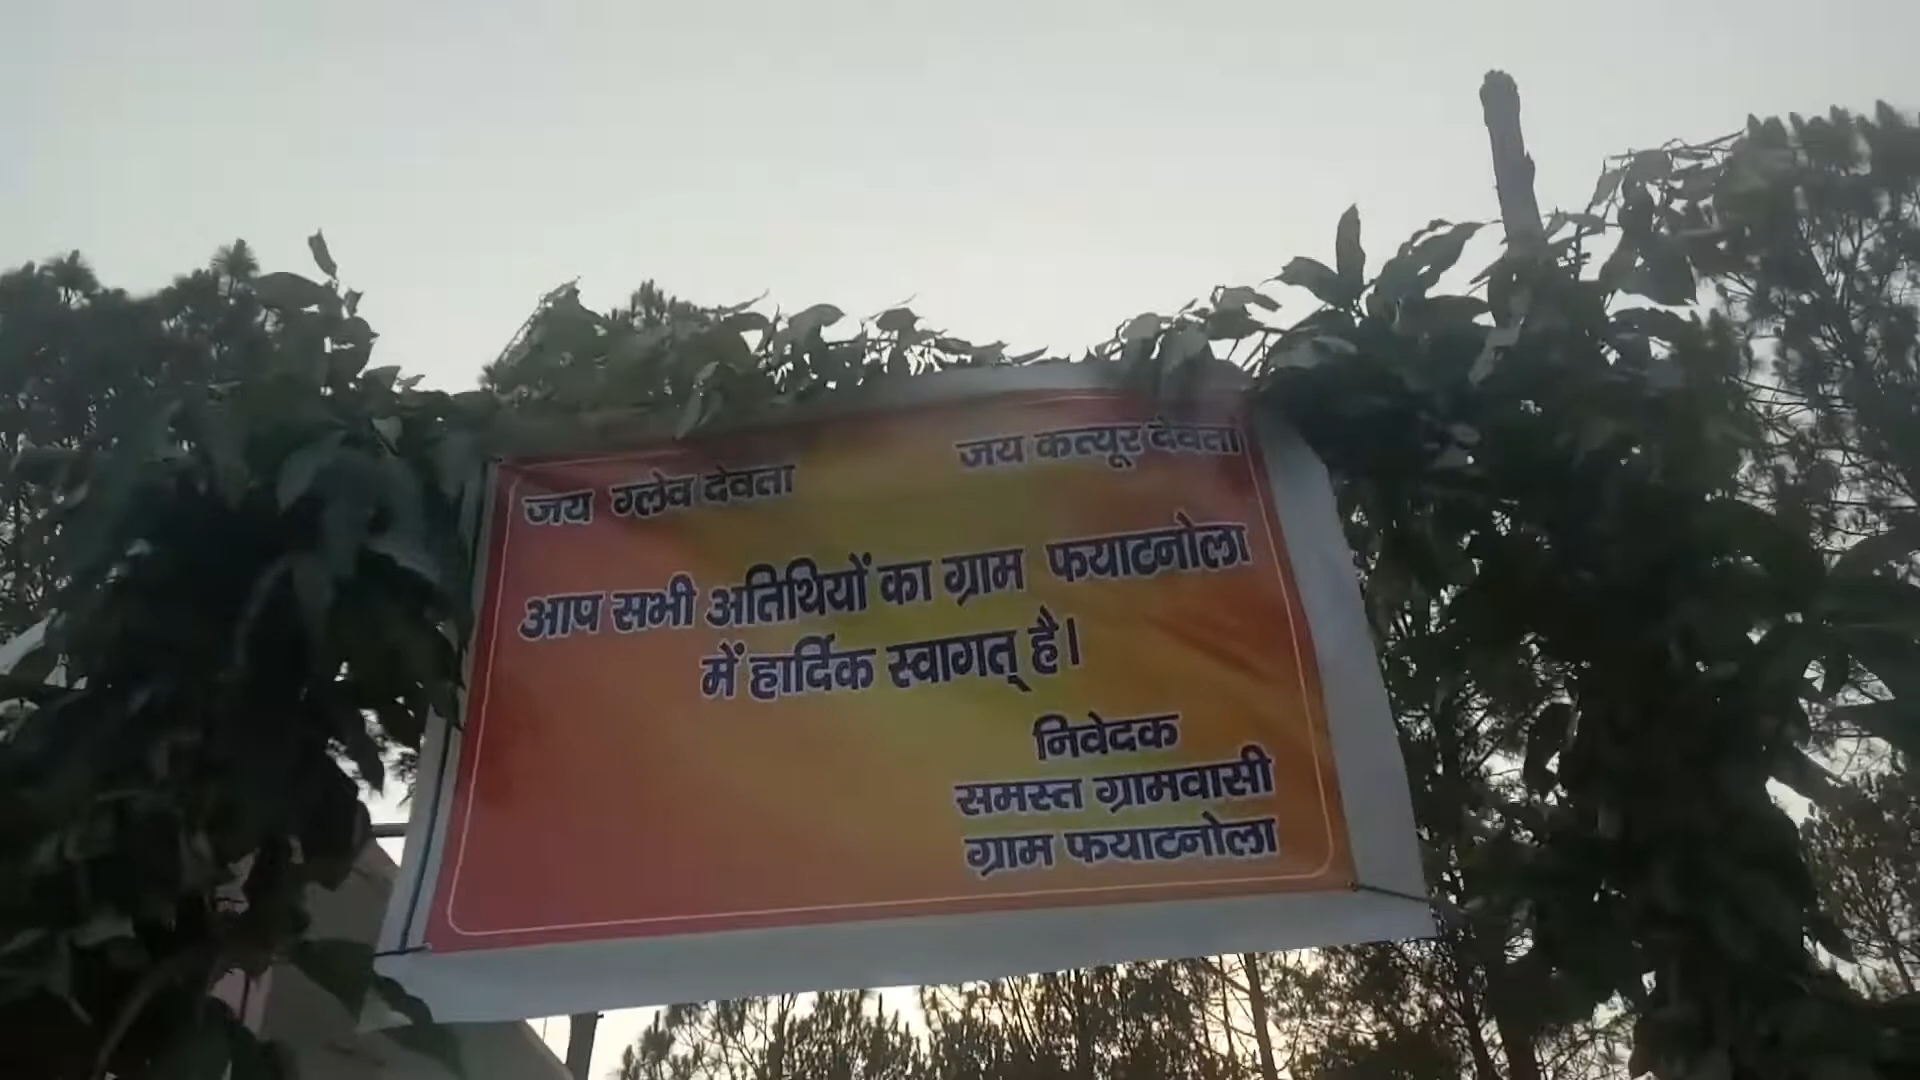 जय ग्लेव देवता
जय कत्यूर देवता
आप सभी अतिथियों का ग्राम फयाटनोला
में हार्दिक स्वागत् है।
निवेदक
समस्त ग्रामवासी
ग्राम फयाटनोला